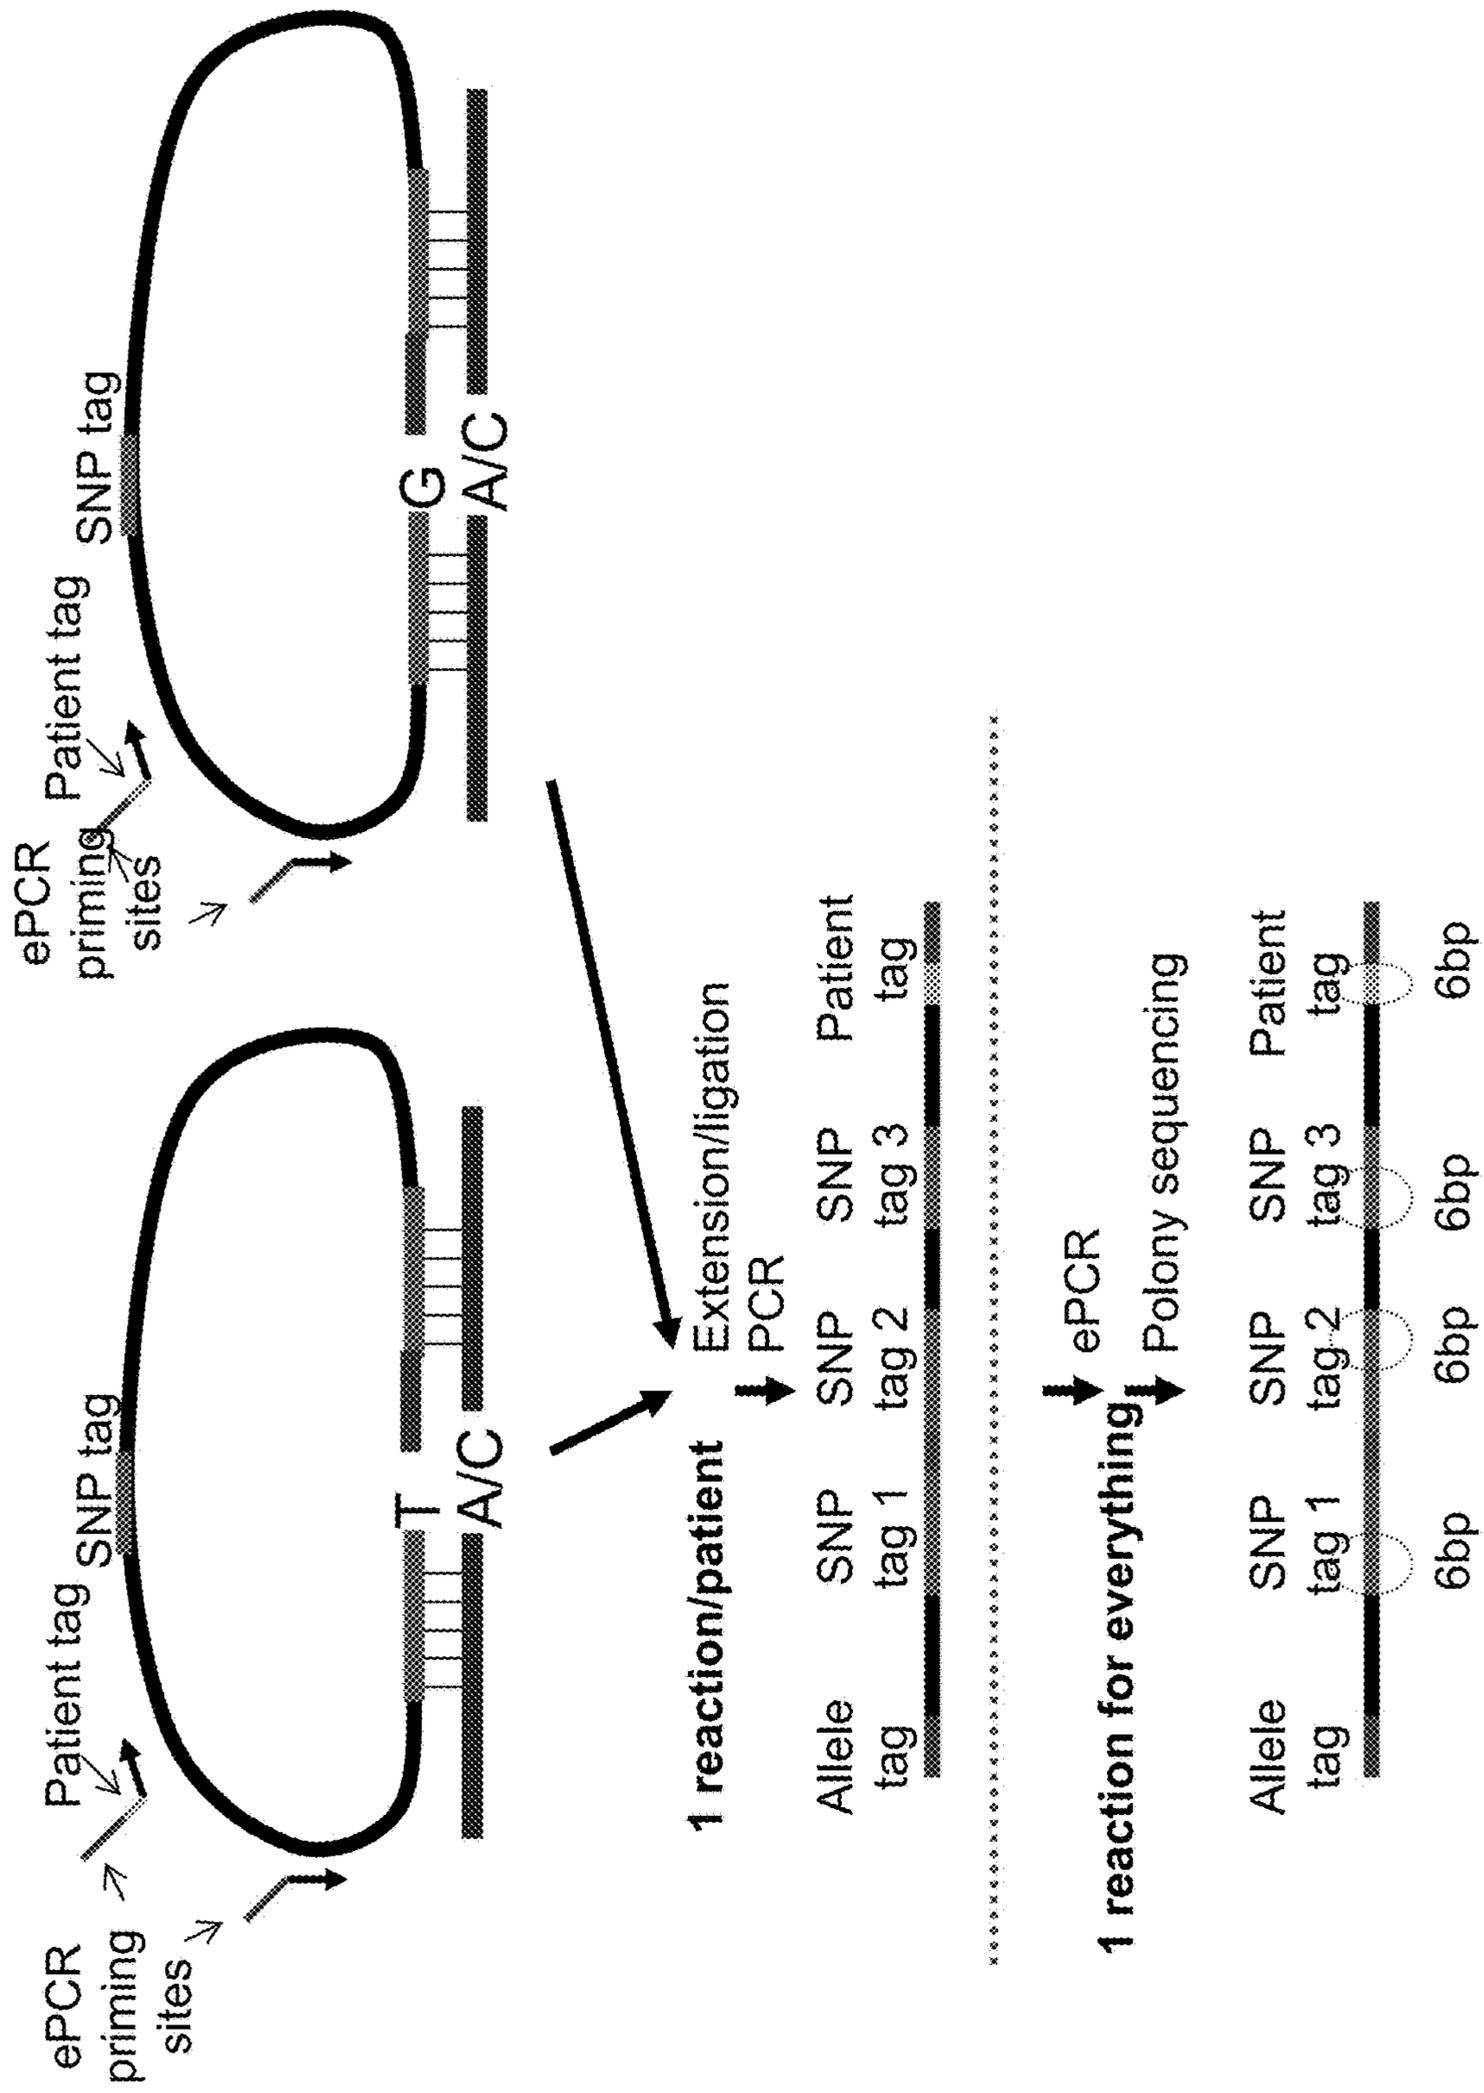 ePCR
priming
sites
Patient tag
SNP tag
T
A/C
ePCR
priming
sites
Patient tag
SNP tag
G
A/C
1 reaction/patient
Extension/ligation
PCR
Allele
tag
SNP
tag 1
SNP
tag 2
SNP
tag 3
Patient
tag
1 reaction for everything
ePCR
Polony sequencing
Allele
tag
SNP
tag 1
SNP
tag 2
SNP
tag 3
Patient
tag
6bp
6bp
6bp
6bp